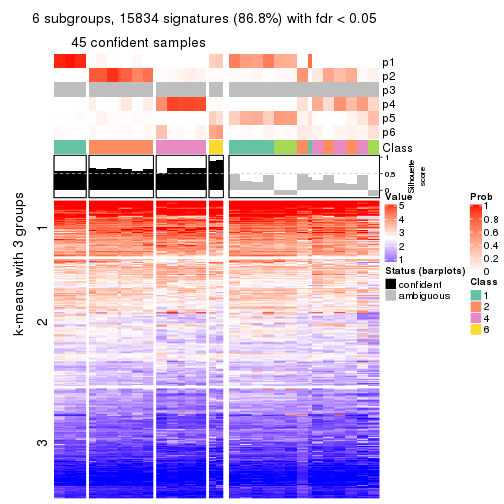 6 subgroups, 15834 signatures (86.8%) with fdr < 0.05
45 confident samples
p1
p2
p3
p4
p5
p6
Class
1
0.5
0
Silhouette
score
k-means with 3 groups
1
2
3
Value
5
4
3
2
1
Prob
1
0.8
0.6
0.4
0.2
0
Status (barplots)
confident
ambiguous
Class
1
2
4
6